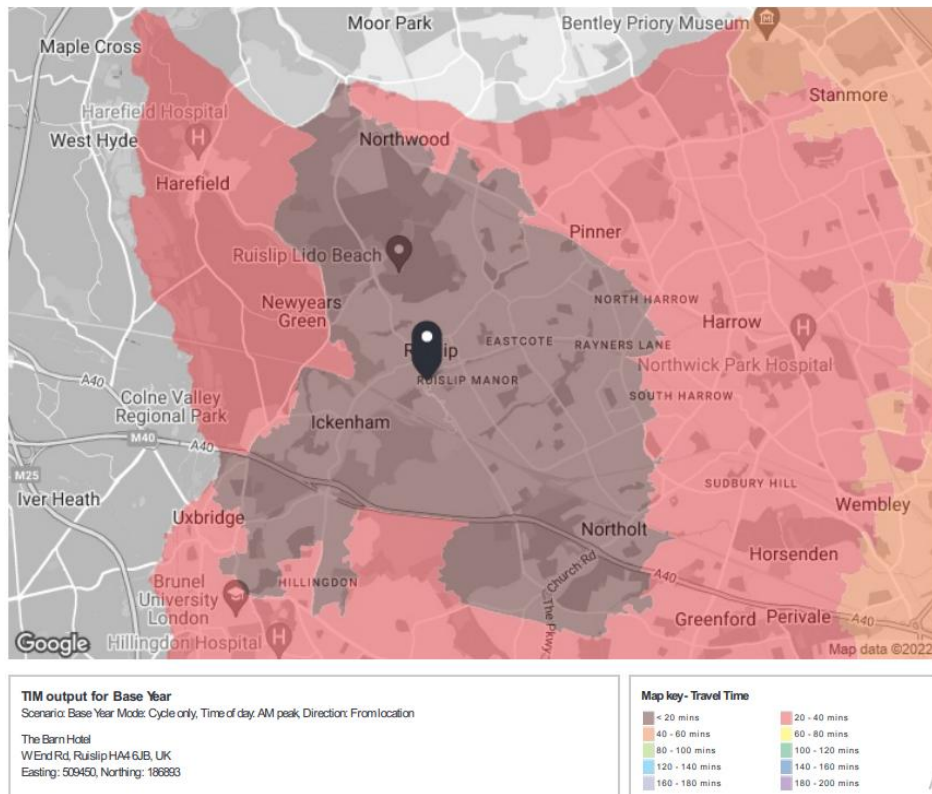 Moor Park
Bentley Priory Museum
Maple Cross
Stanmore
Harefield Hospital
West Hyde
Northwood
Harefield
Pinner
Ruislip Lido Beach
Newyears
Green
NORTH HARROW
Harrow
EASTCOTE
RAYNERS LANE
Northwick Park Hospital
RUISLIP MANOR
A40
Colne Valley
Regional Park
SOUTH HARROW
Ickenham
M40
A40
M25
Iver Heath
SUDBURY HILL
Wembley
Uxbridge
Northolt
Horsenden
Church Rd
A40
Brunel
University
London
HILLINGDON
The Pkwy
Greenford
Perivale
A40
Google
Hillingdon Hospital
Map data ©2022
TIM output for Base Year
Scenario: Base Year Mode: Cycle only, Time of day: AM peak, Direction: From location
The Barn Hotel
W End Rd, Ruislip HA4 6JB, UK
Easting: 509450, Northing: 186893
Map key - Travel Time
< 20 mins
20 - 40 mins
40 - 60 mins
60 - 80 mins
80 - 100 mins
100 - 120 mins
120 - 140 mins
140 - 160 mins
160 - 180 mins
180 - 200 mins